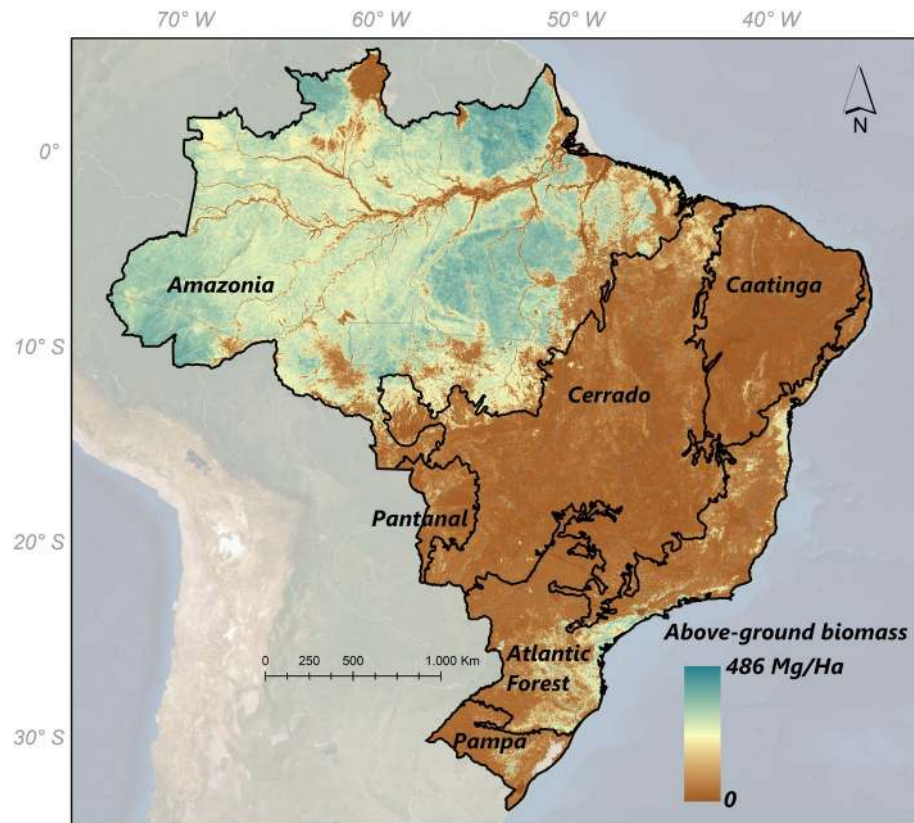 70° W
60° W
50° W
40° W
N
0°
Amazonia
Caatinga
10° S
Cerrado
Pantanal
20° S
Above-ground biomass
0 250 500 1.000 Km
Atlantic
Forest
486 Mg/Ha
30° S
Pampa
0